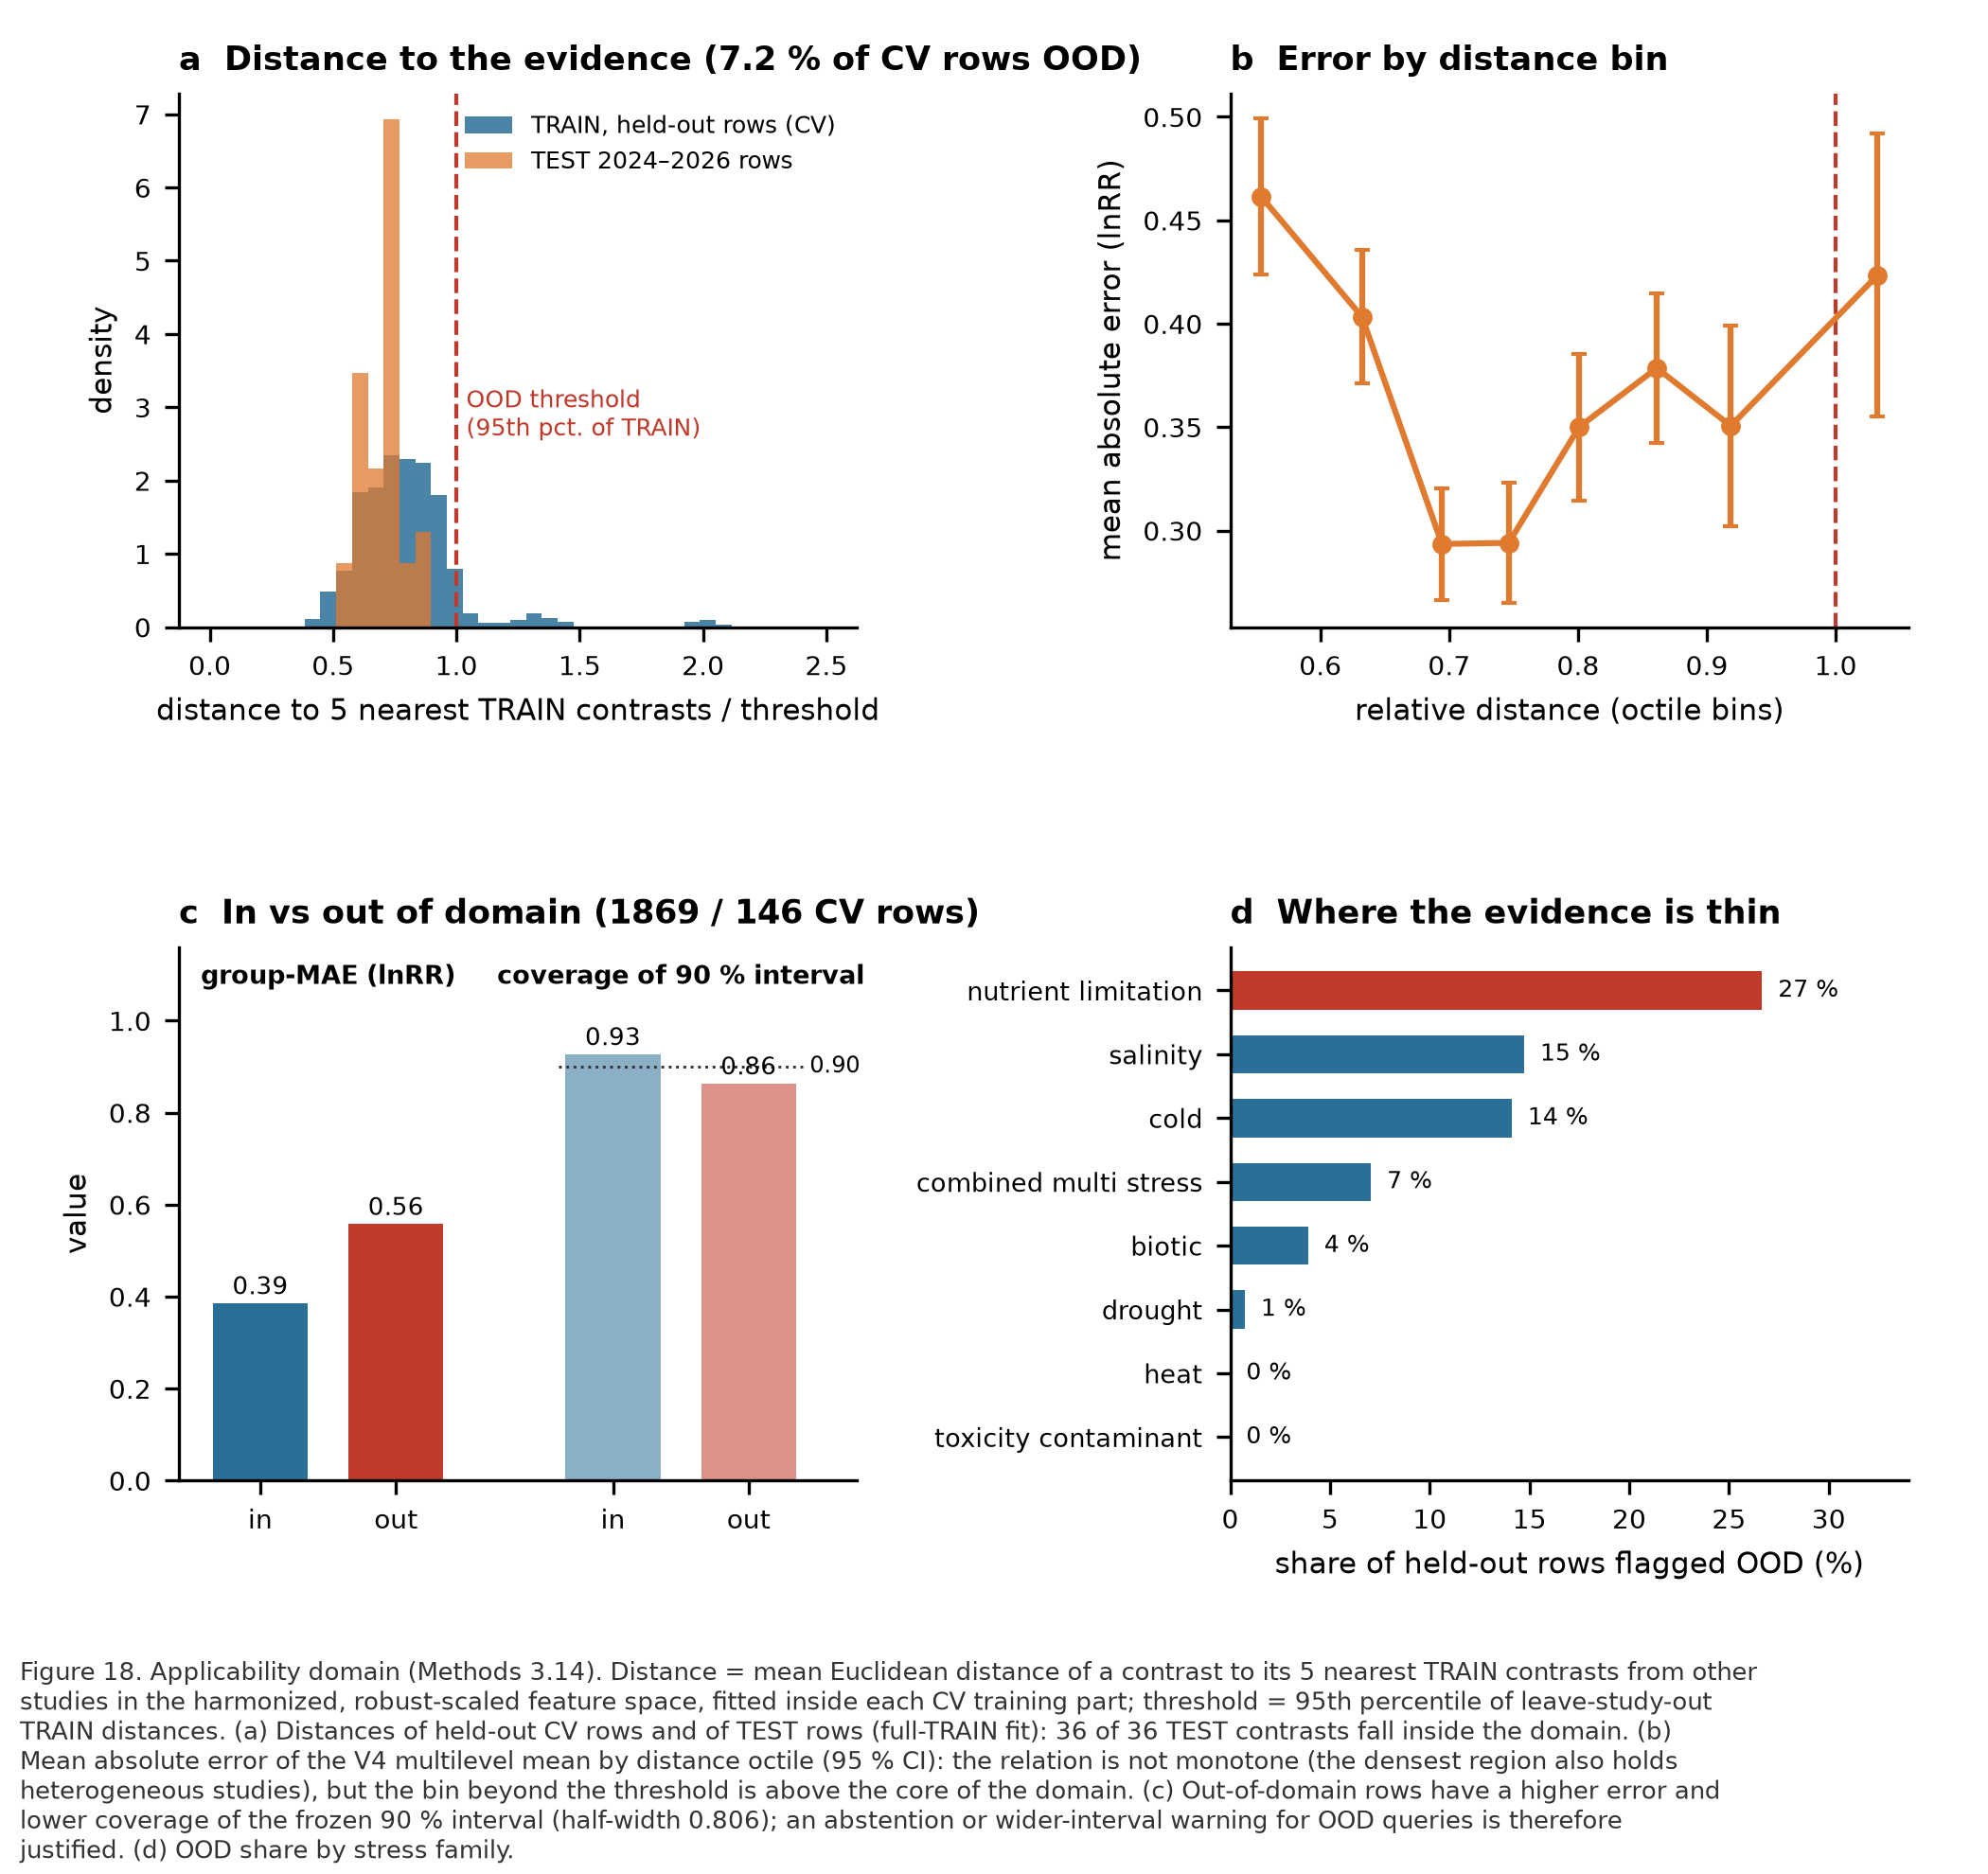 a  Distance to the evidence (7.2 % of CV rows OOD)
7
6
5
4
3
2
1
0
density
TRAIN, held-out rows (CV)
TEST 2024–2026 rows
OOD threshold
(95th pct. of TRAIN)
0.0 0.5 1.0 1.5 2.0 2.5
distance to 5 nearest TRAIN contrasts / threshold
b  Error by distance bin
0.50
0.45
0.40
0.35
0.30
mean absolute error (lnRR)
0.6 0.7 0.8 0.9 1.0
relative distance (octile bins)
c  In vs out of domain (1869 / 146 CV rows)
group-MAE (lnRR)
coverage of 90 % interval
1.0
0.8
0.6
0.4
0.2
0.0
value
0.39
0.56
0.93
0.86
0.90
in out in out
d  Where the evidence is thin
nutrient limitation 27 %
salinity 15 %
cold 14 %
combined multi stress 7 %
biotic 4 %
drought 1 %
heat 0 %
toxicity contaminant 0 %
0 5 10 15 20 25 30
share of held-out rows flagged OOD (%)
Figure 18. Applicability domain (Methods 3.14). Distance = mean Euclidean distance of a contrast to its 5 nearest TRAIN contrasts from other
studies in the harmonized, robust-scaled feature space, fitted inside each CV training part; threshold = 95th percentile of leave-study-out
TRAIN distances. (a) Distances of held-out CV rows and of TEST rows (full-TRAIN fit): 36 of 36 TEST contrasts fall inside the domain. (b)
Mean absolute error of the V4 multilevel mean by distance octile (95 % CI): the relation is not monotone (the densest region also holds
heterogeneous studies), but the bin beyond the threshold is above the core of the domain. (c) Out-of-domain rows have a higher error and
lower coverage of the frozen 90 % interval (half-width 0.806); an abstention or wider-interval warning for OOD queries is therefore
justified. (d) OOD share by stress family.